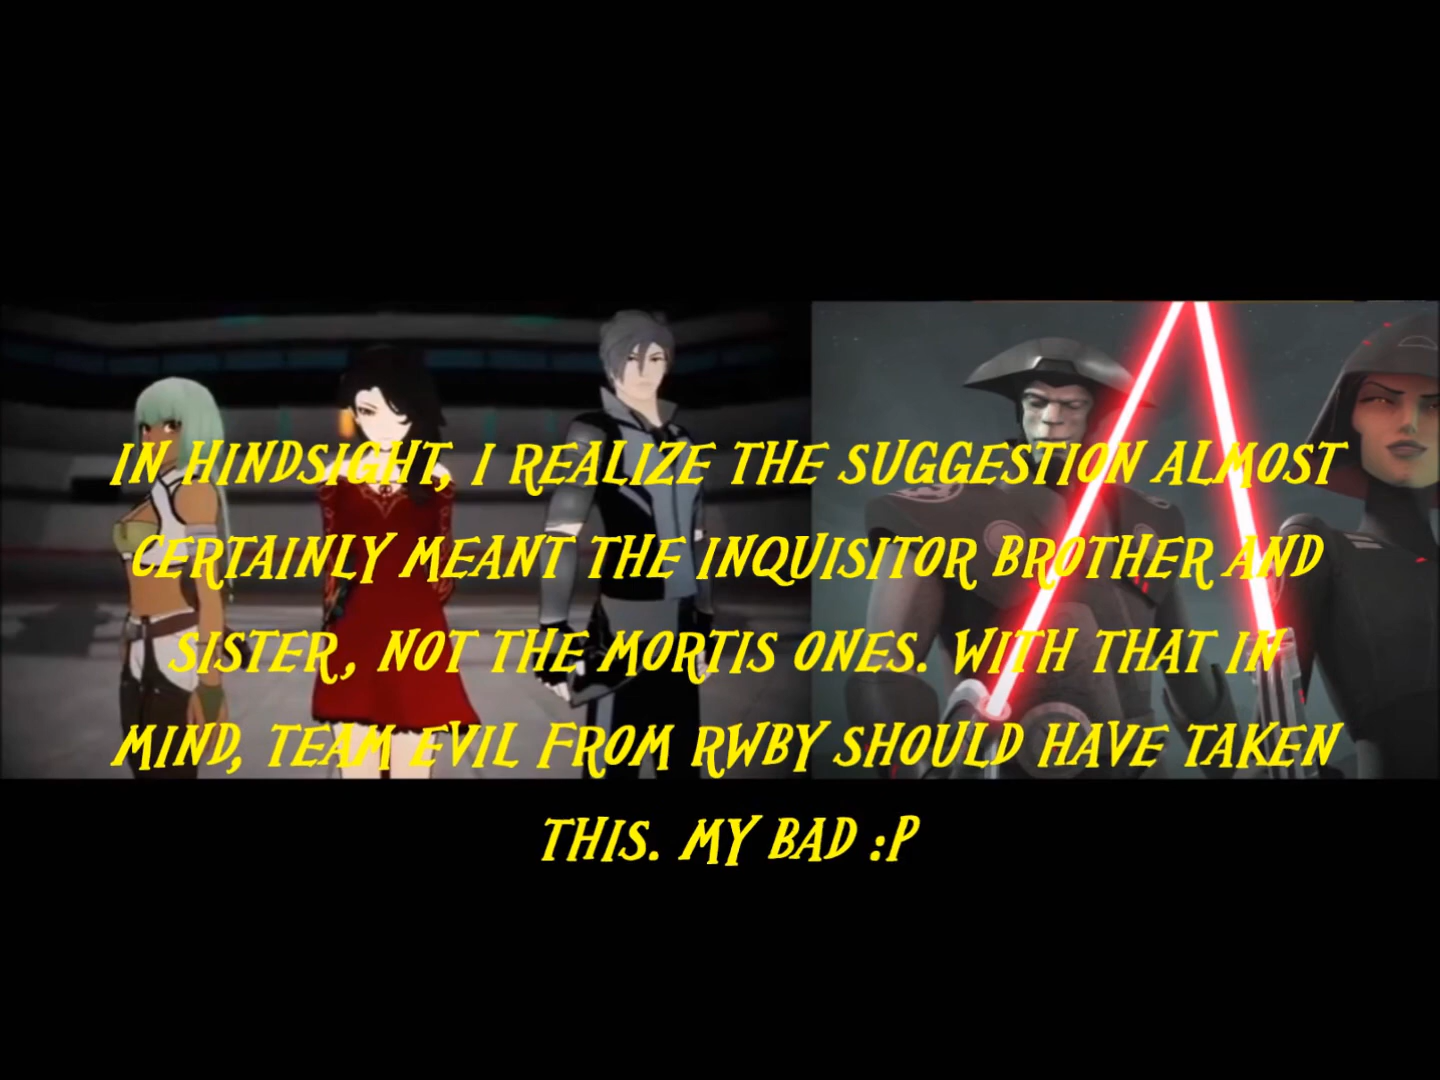 IN HINDSIGHT, I REALIZE THE SUGGESTION ALMOST
CERTAINLY MEANT THE INQUISITOR BROTHER AND
SISTER, NOT THE MORTIS ONES. WITH THAT IN
MIND, TEAM EVIL FROM RWBY SHOULD HAVE TAKEN
THIS. MY BAD :P